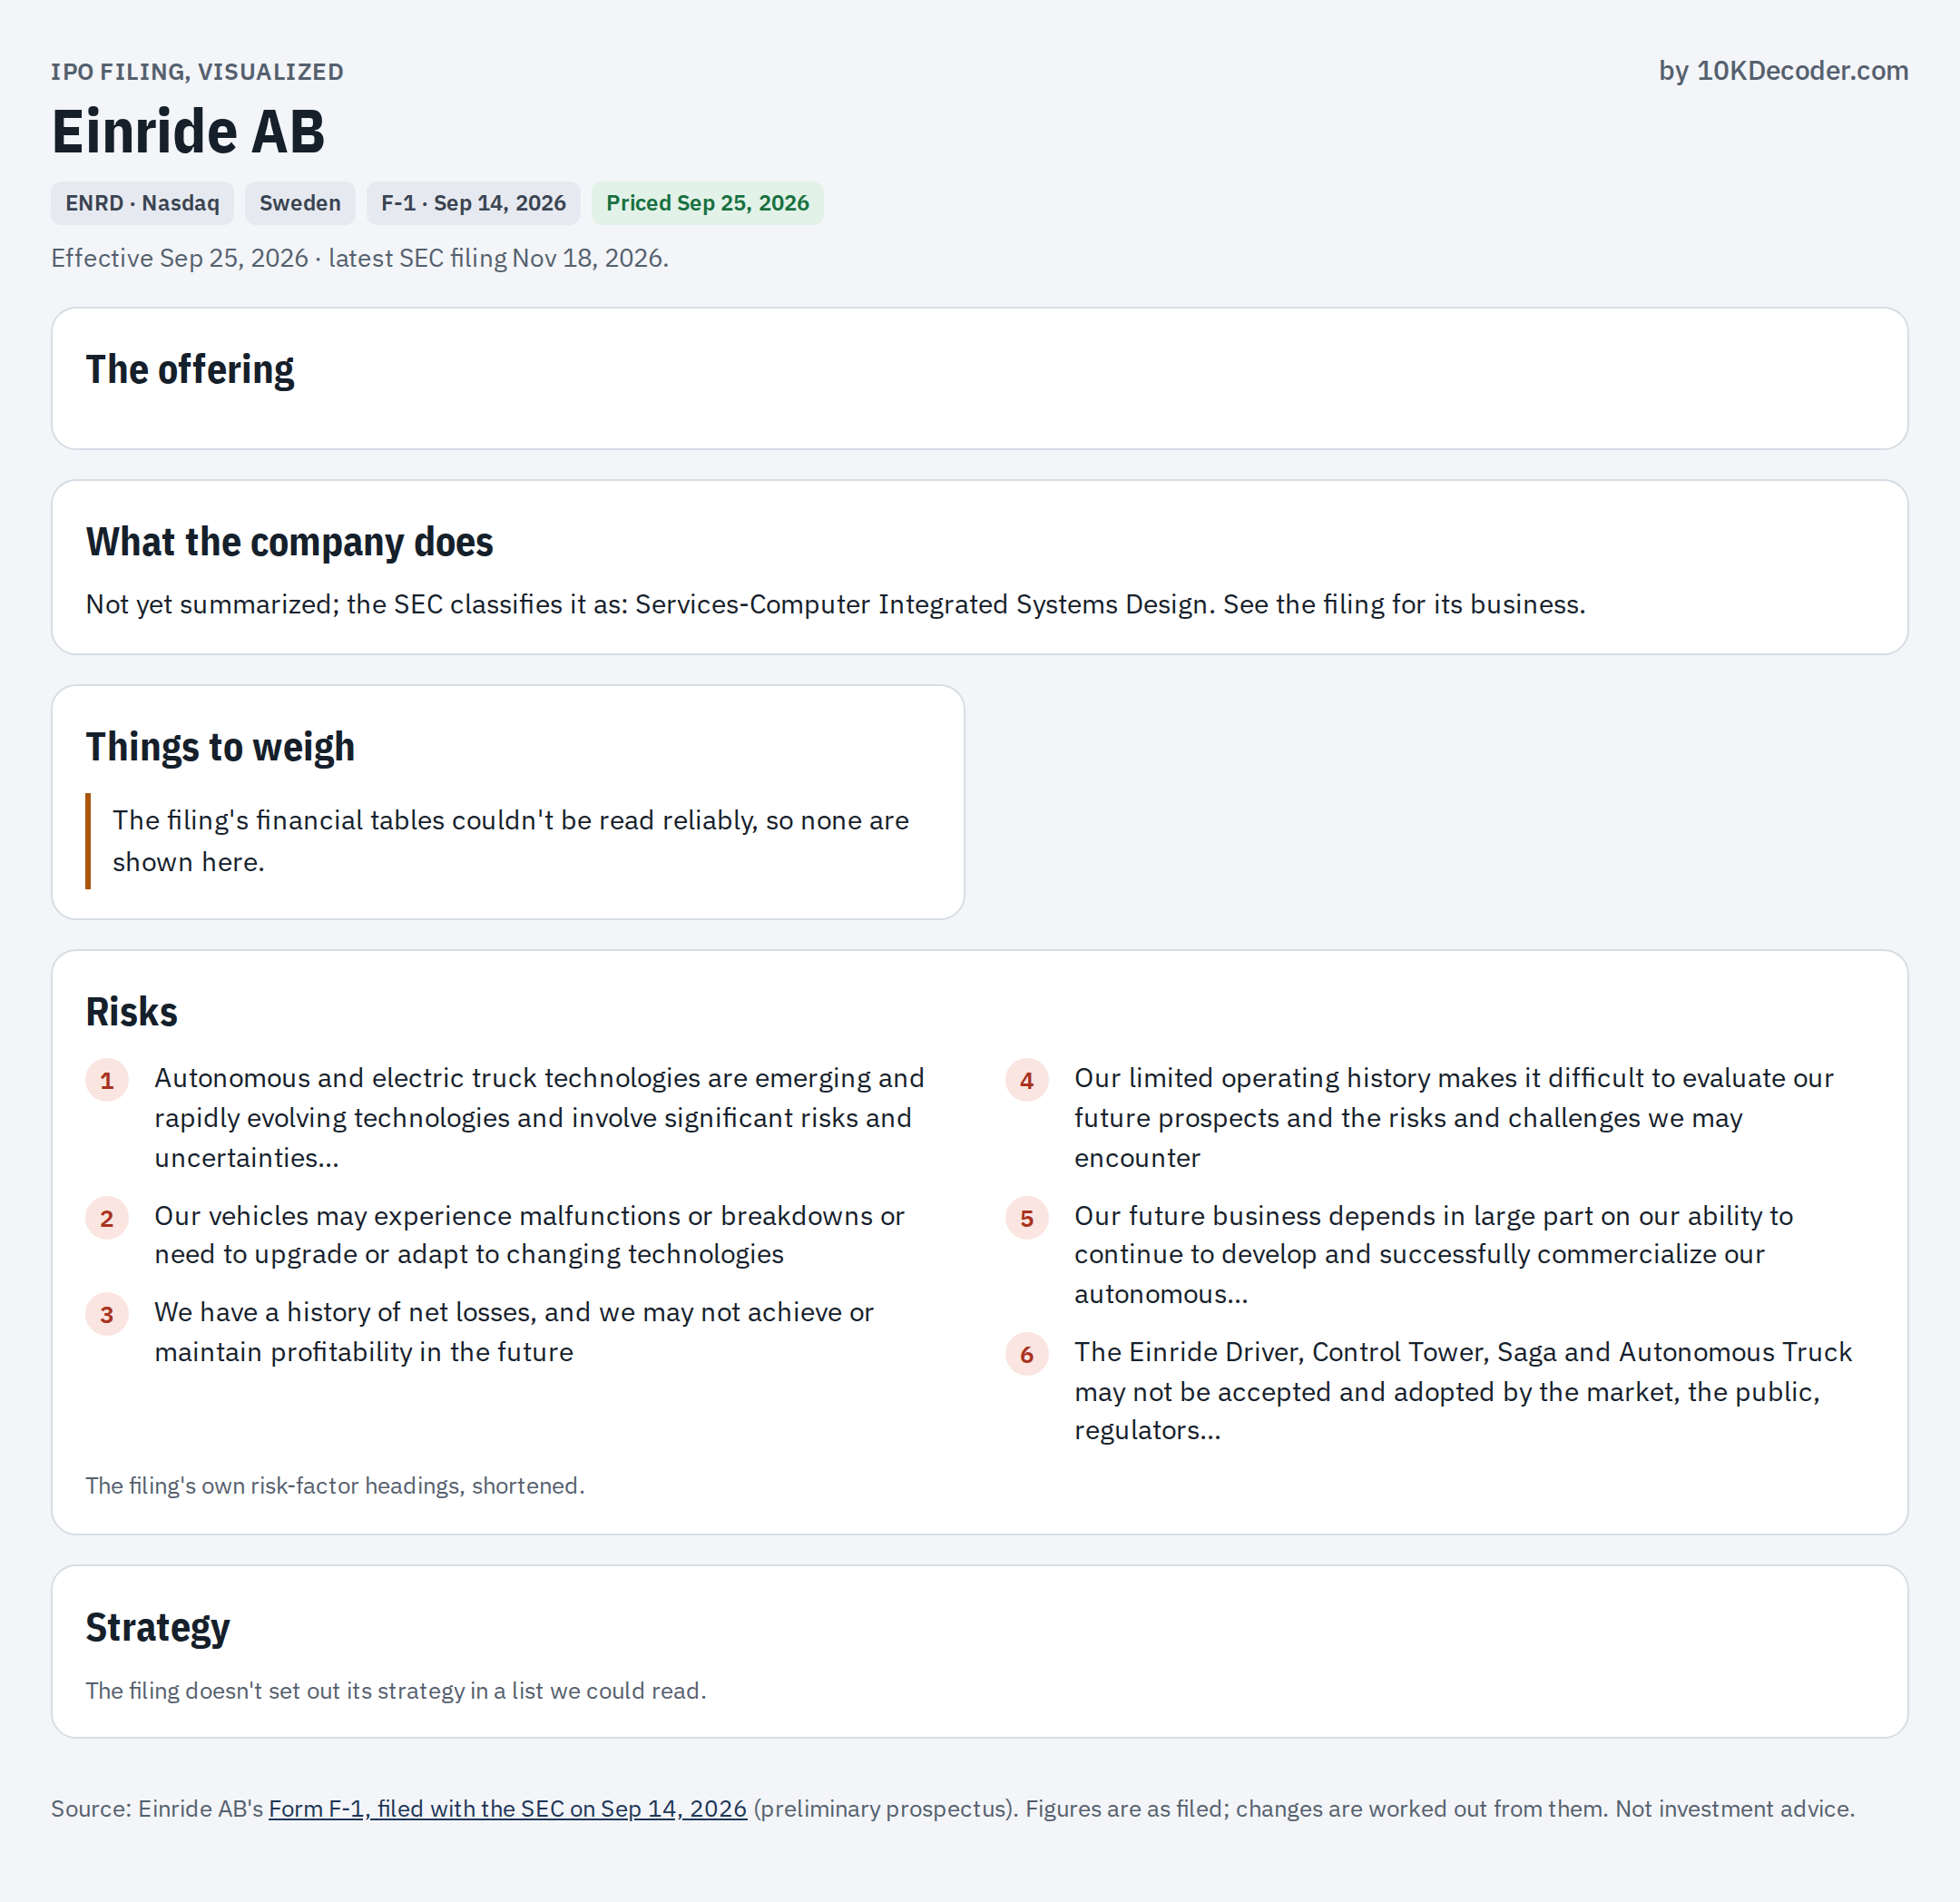 IPO FILING, VISUALIZED
by 10KDecoder.com
Einride AB
ENRD · Nasdaq
Sweden
F-1 · Sep 14, 2026
Priced Sep 25, 2026
Effective Sep 25, 2026 · latest SEC filing Nov 18, 2026.
The offering
What the company does
Not yet summarized; the SEC classifies it as: Services-Computer Integrated Systems Design. See the filing for its business.
Things to weigh
The filing's financial tables couldn't be read reliably, so none are
shown here.
Risks
1
Autonomous and electric truck technologies are emerging and
rapidly evolving technologies and involve significant risks and
uncertainties...
2
Our vehicles may experience malfunctions or breakdowns or
need to upgrade or adapt to changing technologies
3
We have a history of net losses, and we may not achieve or
maintain profitability in the future
4
Our limited operating history makes it difficult to evaluate our
future prospects and the risks and challenges we may
encounter
5
Our future business depends in large part on our ability to
continue to develop and successfully commercialize our
autonomous...
6
The Einride Driver, Control Tower, Saga and Autonomous Truck
may not be accepted and adopted by the market, the public,
regulators...
The filing's own risk-factor headings, shortened.
Strategy
The filing doesn't set out its strategy in a list we could read.
Source: Einride AB's Form F-1, filed with the SEC on Sep 14, 2026 (preliminary prospectus). Figures are as filed; changes are worked out from them. Not investment advice.